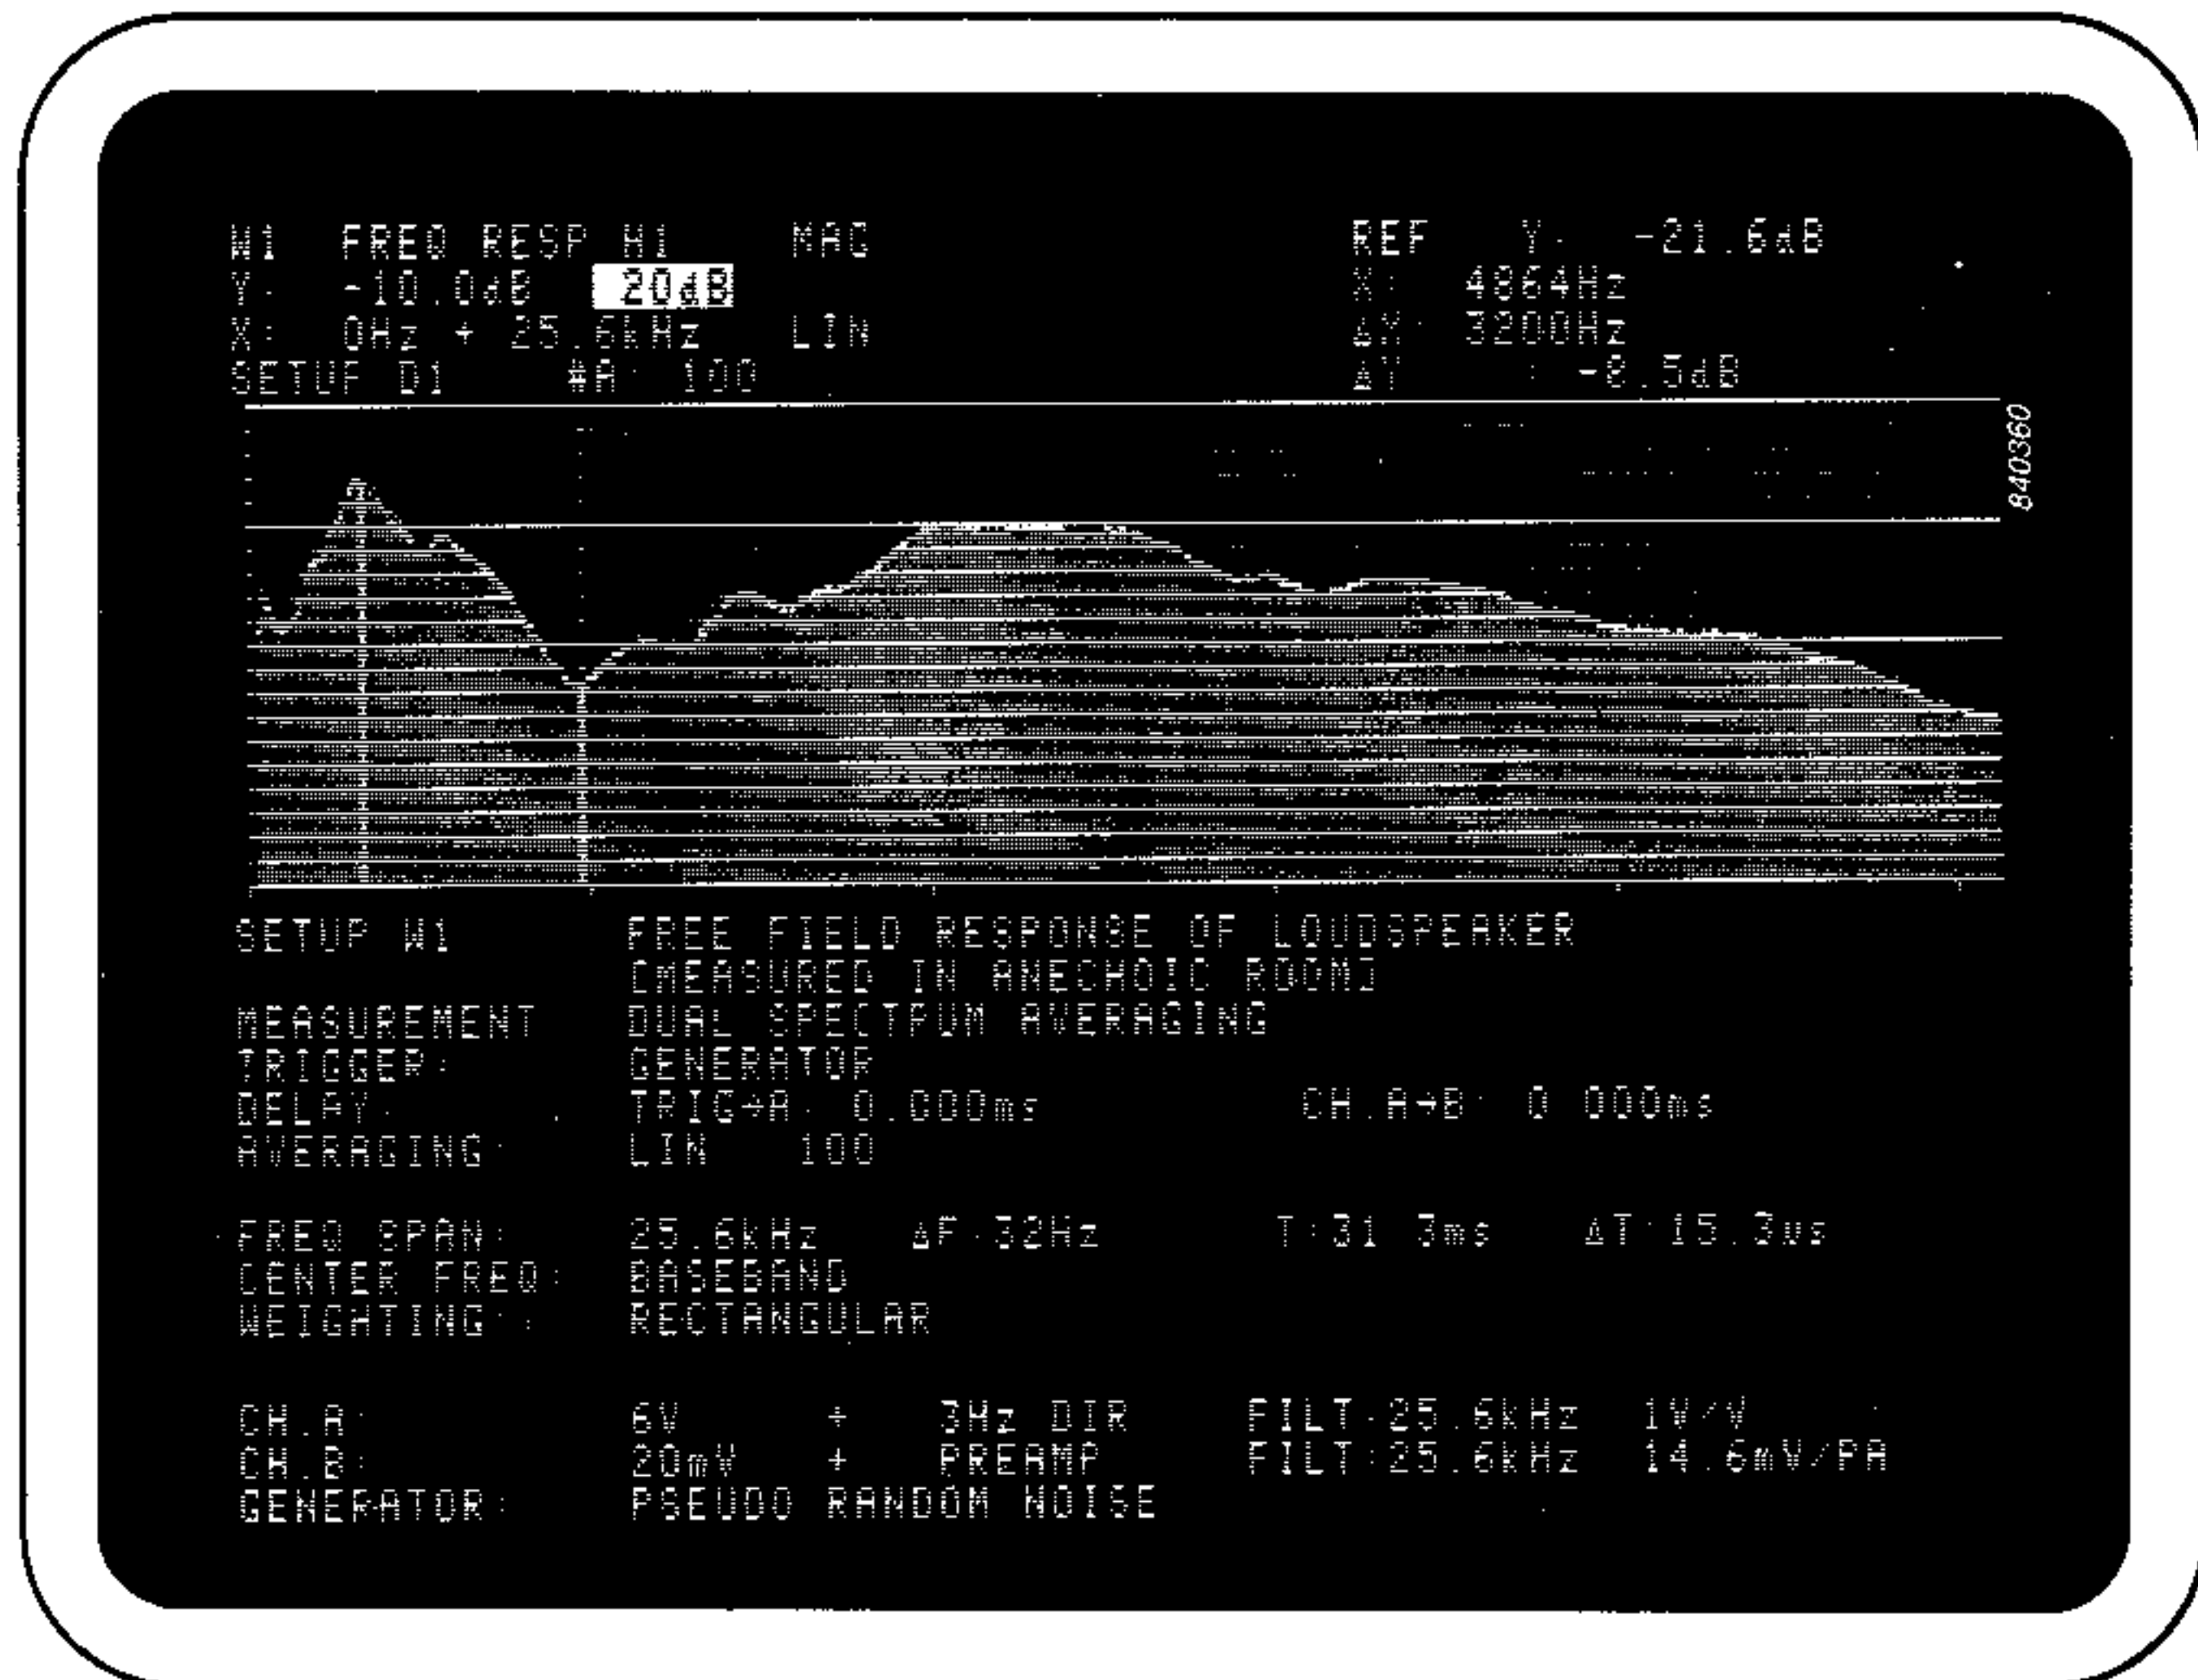 W1 FREQ RESP H1 MAG REF Y: -21.6dB
Y: -10.0dB 20dB X: 4864Hz
X: 0Hz + 25.6kHz LIN ΔX: 3200Hz
SETUP D1 #A: 100 ΔY : -8.5dB
840360
SETUP W1 FREE FIELD RESPONSE OF LOUDSPEAKER
[MEASURED IN ANECHOIC ROOM]
MEASUREMENT DUAL SPECTRUM AVERAGING
TRIGGER: GENERATOR
DELAY: TRIG→A: 0.000ms CH.A→B: 0.000ms
AVERAGING: LIN 100
FREQ SPAN: 25.6kHz ΔF:32Hz T:31.3ms ΔT:15.3µs
CENTER FREQ: BASEBAND
WEIGHTING: RECTANGULAR
CH.A: 6V + 3Hz DIR FILT:25.6kHz 1V/V
CH.B: 20mV + PREAMP FILT:25.6kHz 14.6mV/PA
GENERATOR: PSEUDO RANDOM NOISE